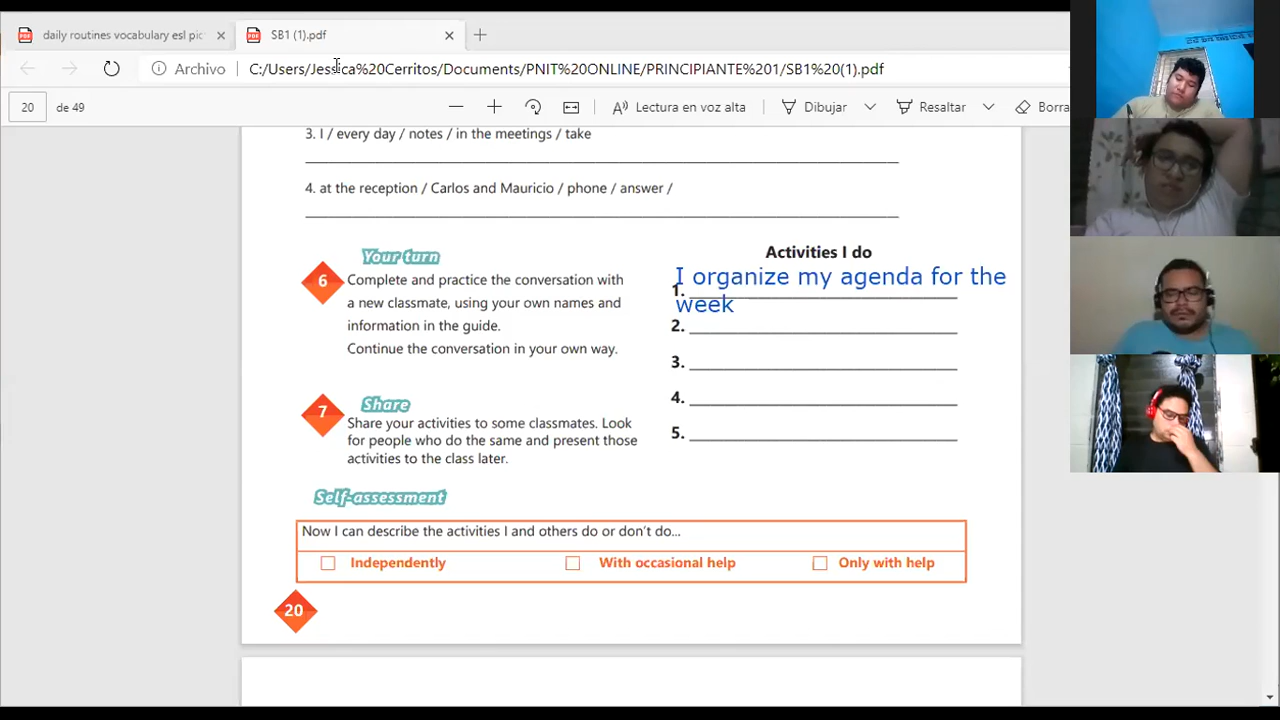 daily routines vocabulary esl pic
SB1 (1).pdf
Archivo
C:/Users/Jessica%20Cerritos/Documents/PNIT%20ONLINE/PRINCIPIANTE%201/SB1%20(1).pdf
20 de 49
Lectura en voz alta
Dibujar
Resaltar
Borra
3. I / every day / notes / in the meetings / take
4. at the reception / Carlos and Mauricio / phone / answer /
6
Your turn
Complete and practice the conversation with
a new classmate, using your own names and
information in the guide.
Continue the conversation in your own way.
7
Share
Share your activities to some classmates. Look
for people who do the same and present those
activities to the class later.
Activities I do
I organize my agenda for the
1.
week
2.
3.
4.
5.
Self-assessment
Now I can describe the activities I and others do or don't do...
Independently
With occasional help
Only with help
20